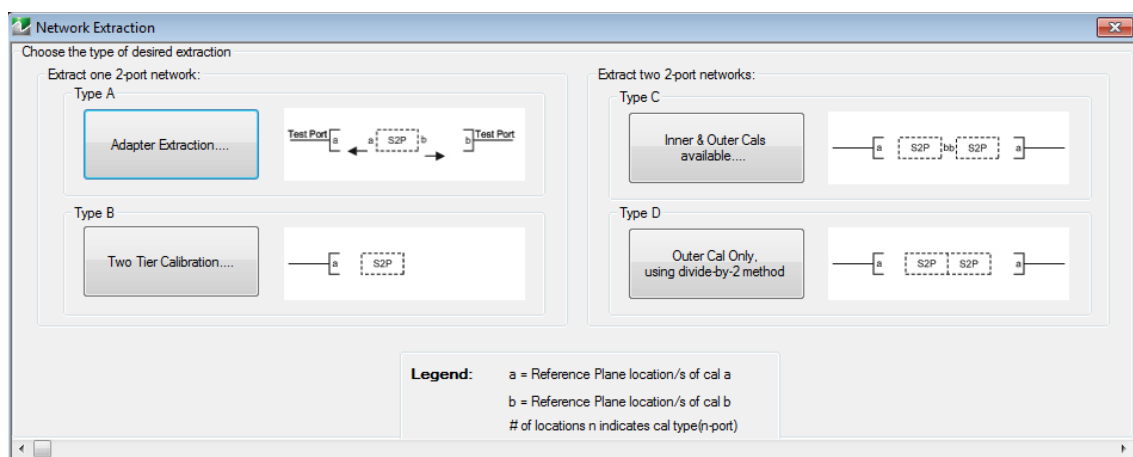 Network Extraction
Choose the type of desired extraction
Extract one 2-port network:
Type A
Adapter Extraction....
Test Port a a S2P b b Test Port
Type B
Two Tier Calibration....
a S2P
Extract two 2-port networks:
Type C
Inner & Outer Cals
available....
a S2P bb S2P a
Type D
Outer Cal Only,
using divide-by-2 method
a S2P S2P a
Legend:
a = Reference Plane location/s of cal a
b = Reference Plane location/s of cal b
# of locations n indicates cal type(n-port)